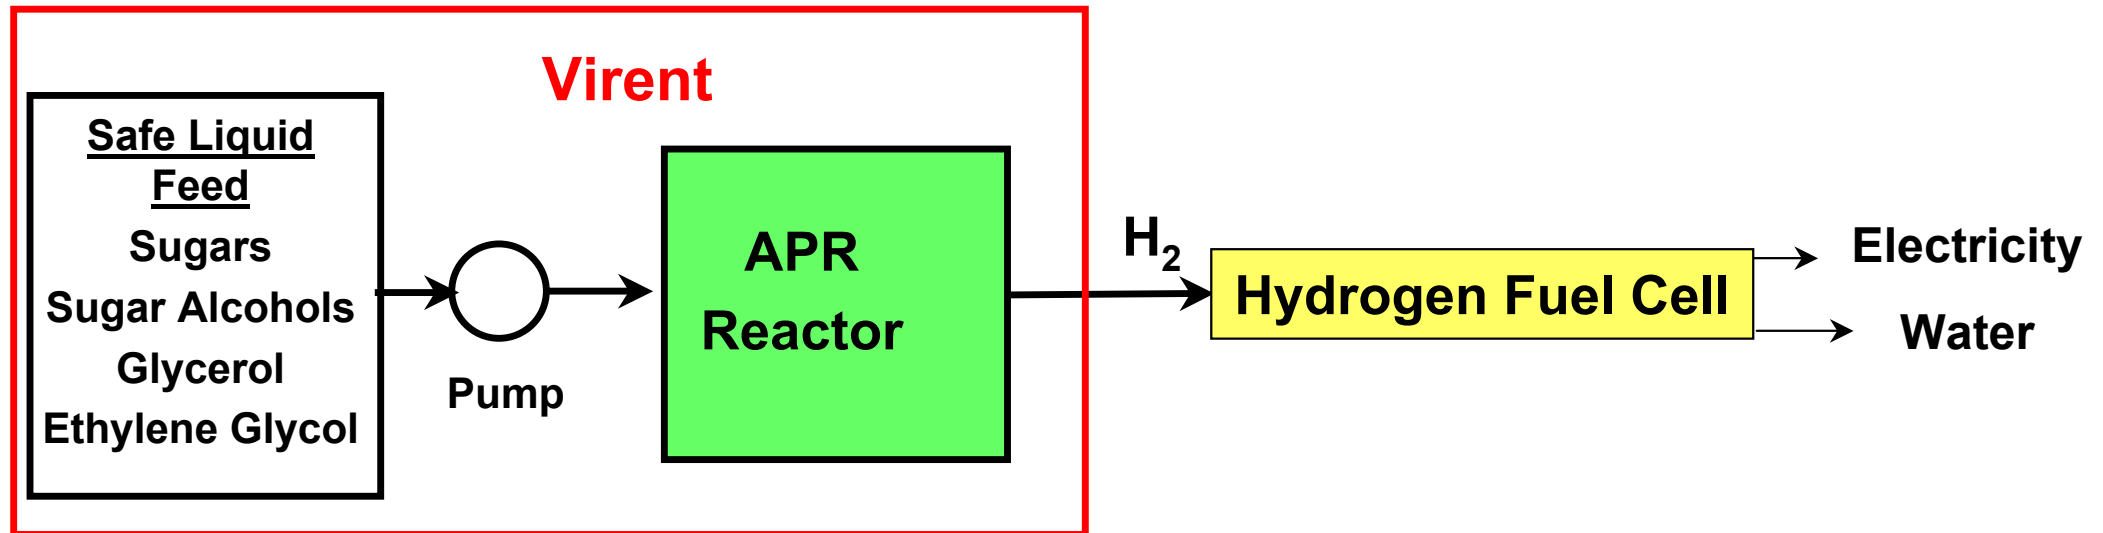 Virent
Safe Liquid
Feed
Sugars
Sugar Alcohols
Glycerol
Ethylene Glycol
Pump
APR
Reactor
H₂
Hydrogen Fuel Cell
Electricity
Water